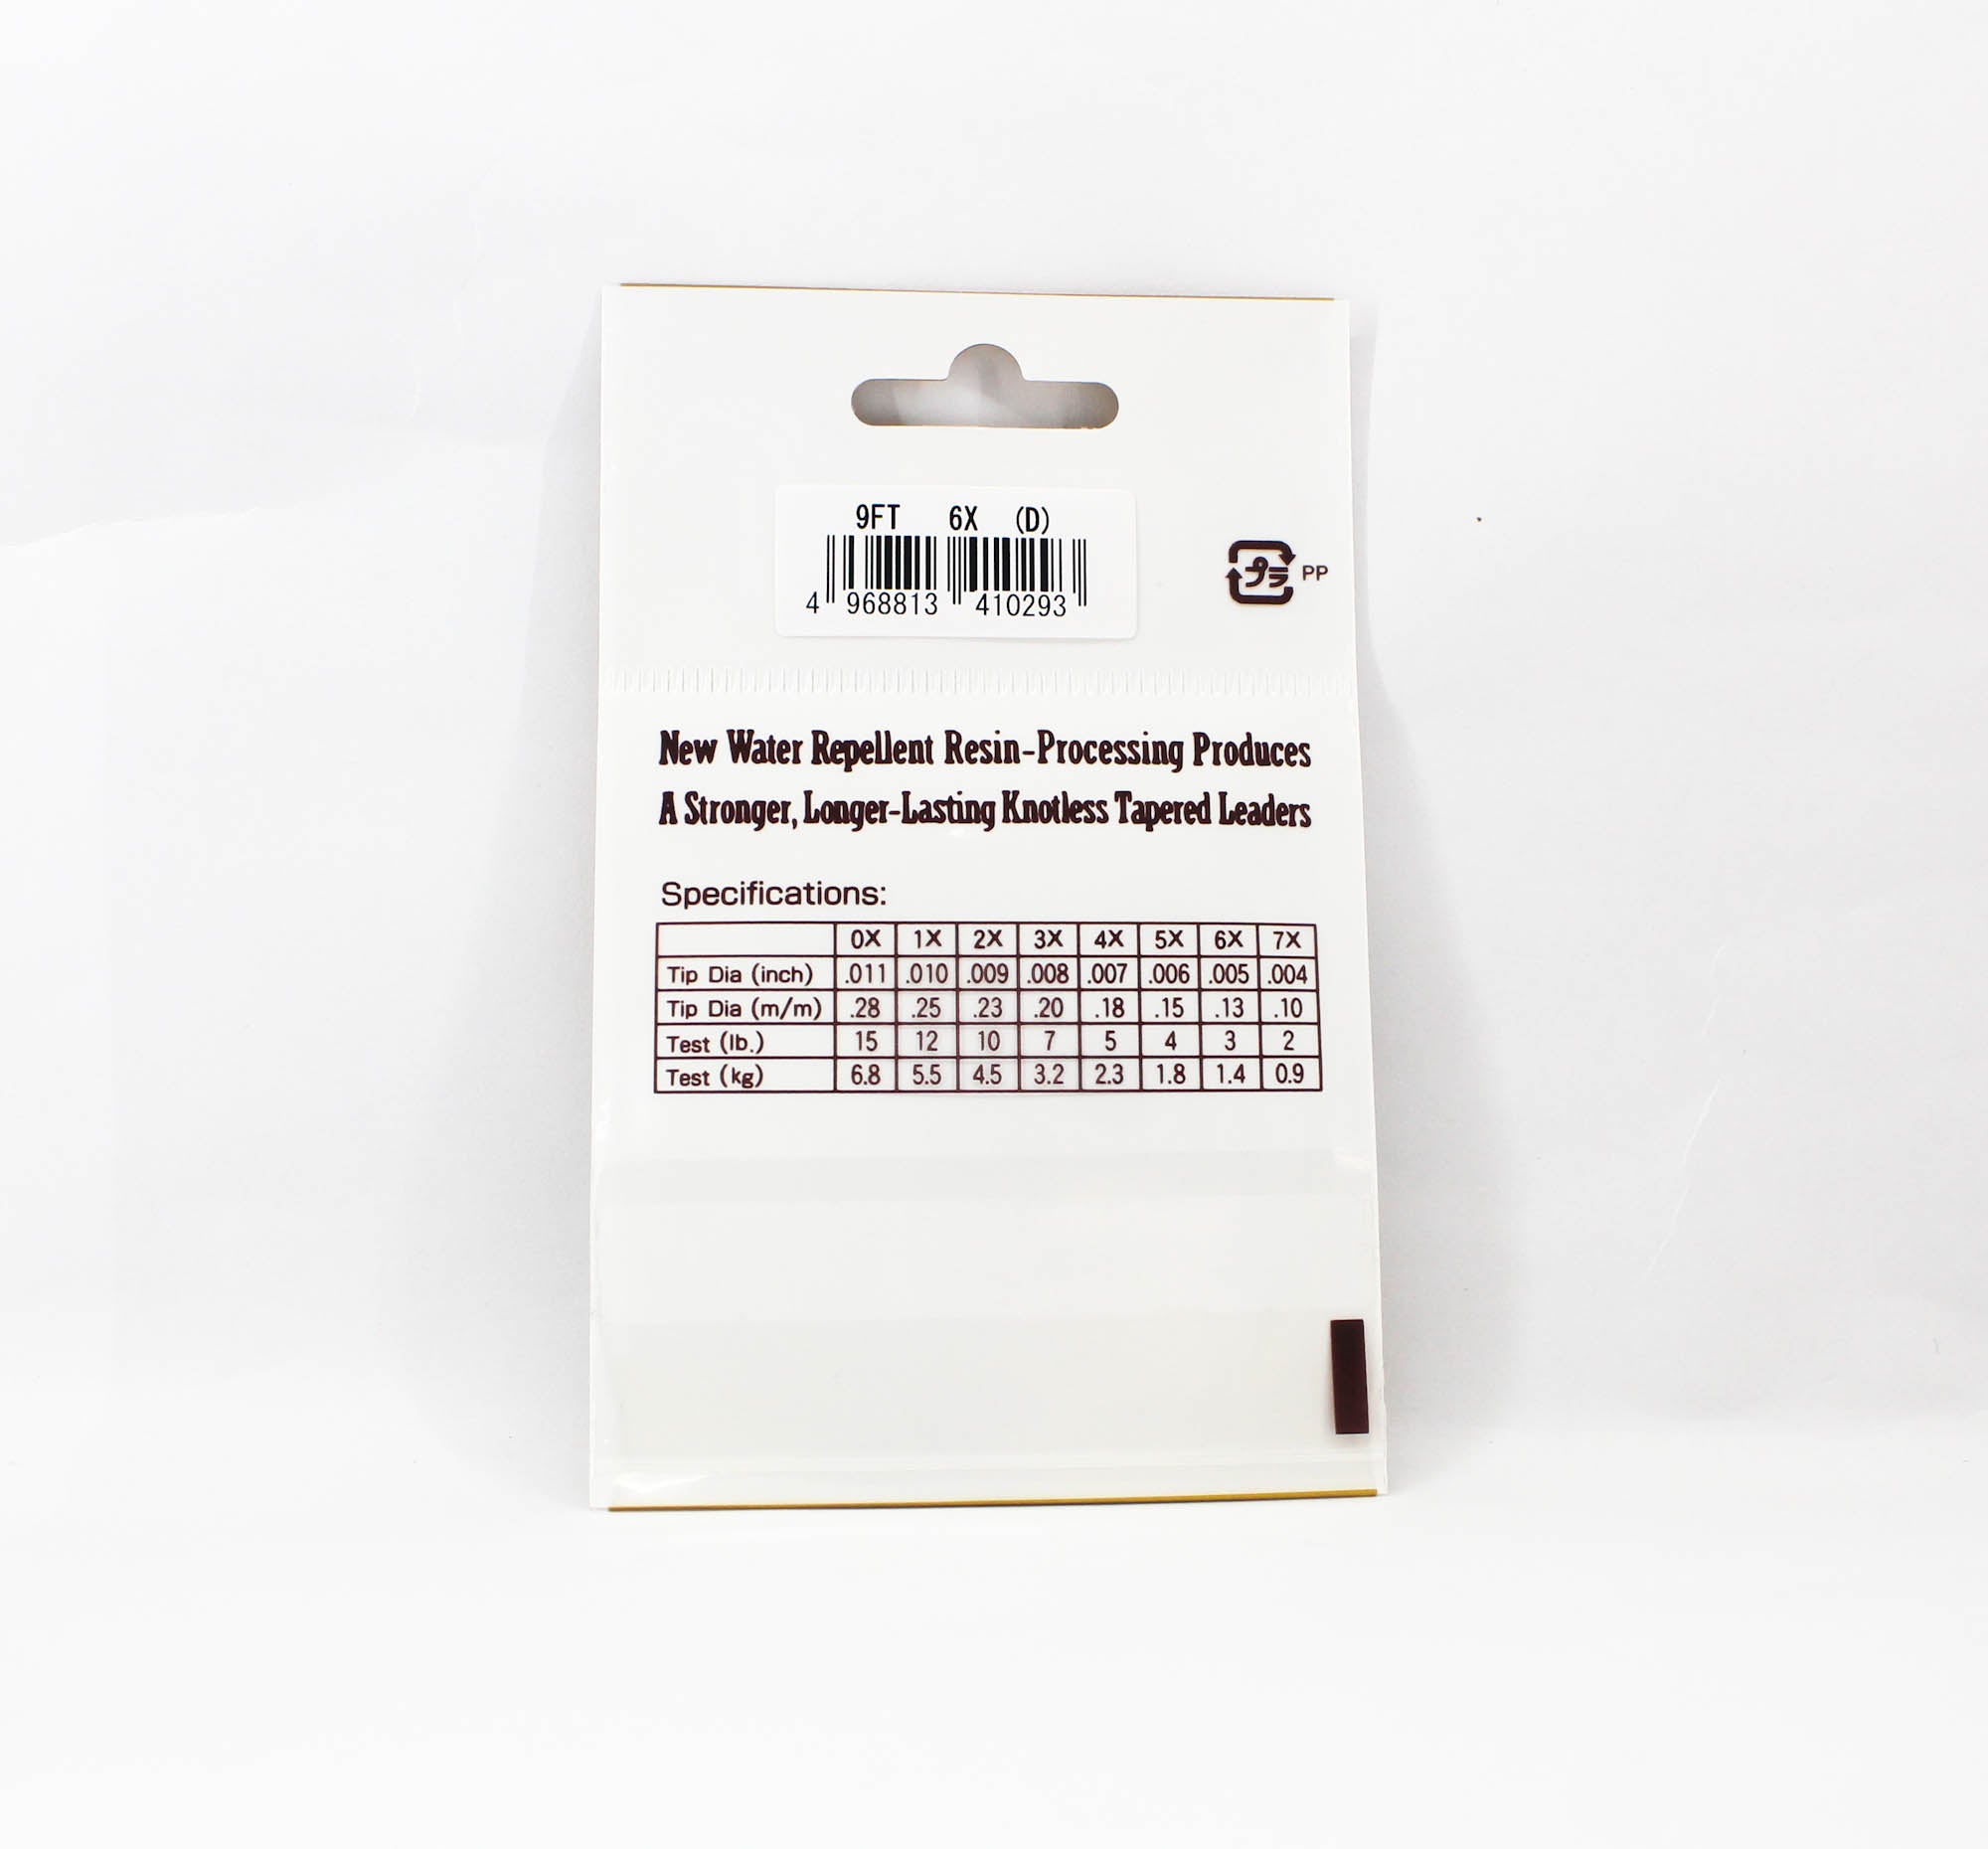 9FT 6X (D)
4 968813 410293
プラ PP
New Water Repellent Resin-Processing Produces
A Stronger, Longer-Lasting Knotless Tapered Leaders
Specifications:
0X 1X 2X 3X 4X 5X 6X 7X
Tip Dia (inch) .011 .010 .009 .008 .007 .006 .005 .004
Tip Dia (m/m) .28 .25 .23 .20 .18 .15 .13 .10
Test (lb.) 15 12 10 7 5 4 3 2
Test (kg) 6.8 5.5 4.5 3.2 2.3 1.8 1.4 0.9